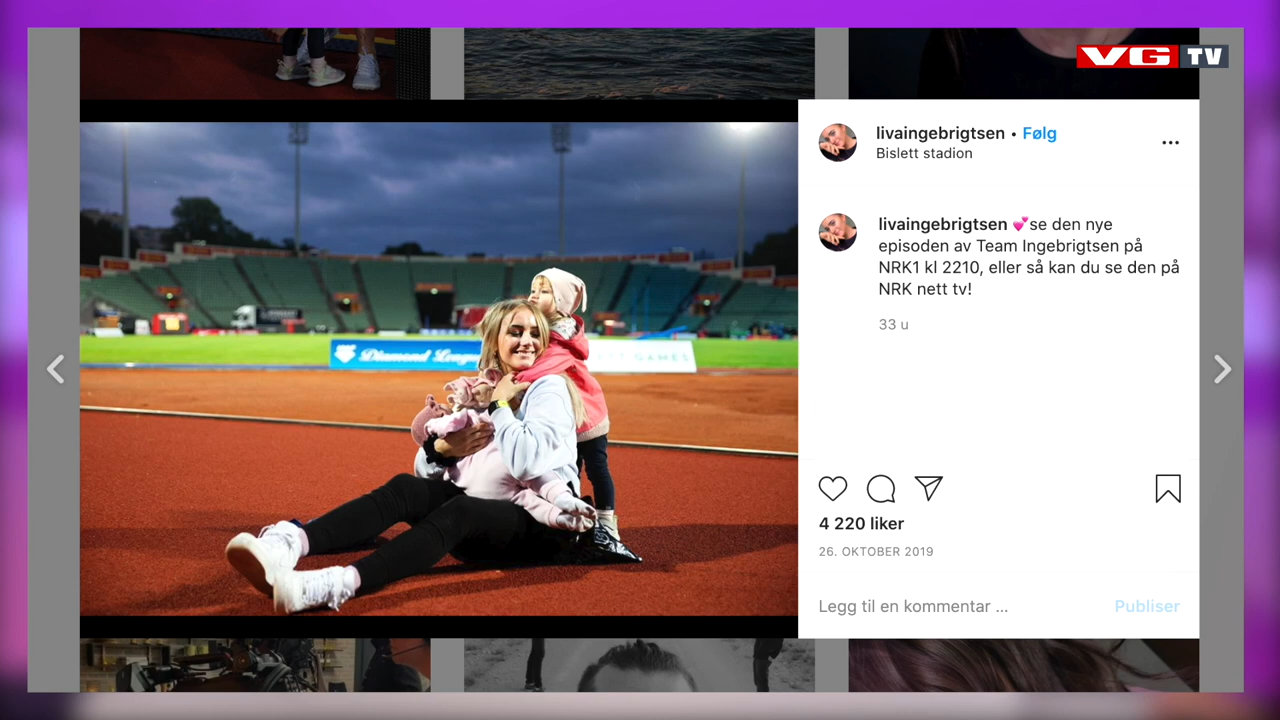 VG TV
livaingebrigtsen • Følg
Bislett stadion
livaingebrigtsen 💕se den nye
episoden av Team Ingebrigtsen på
NRK1 kl 2210, eller så kan du se den på
NRK nett tv!
33 u
Diamond League
GAMES
4 220 liker
26. OKTOBER 2019
Legg til en kommentar ...
Publiser